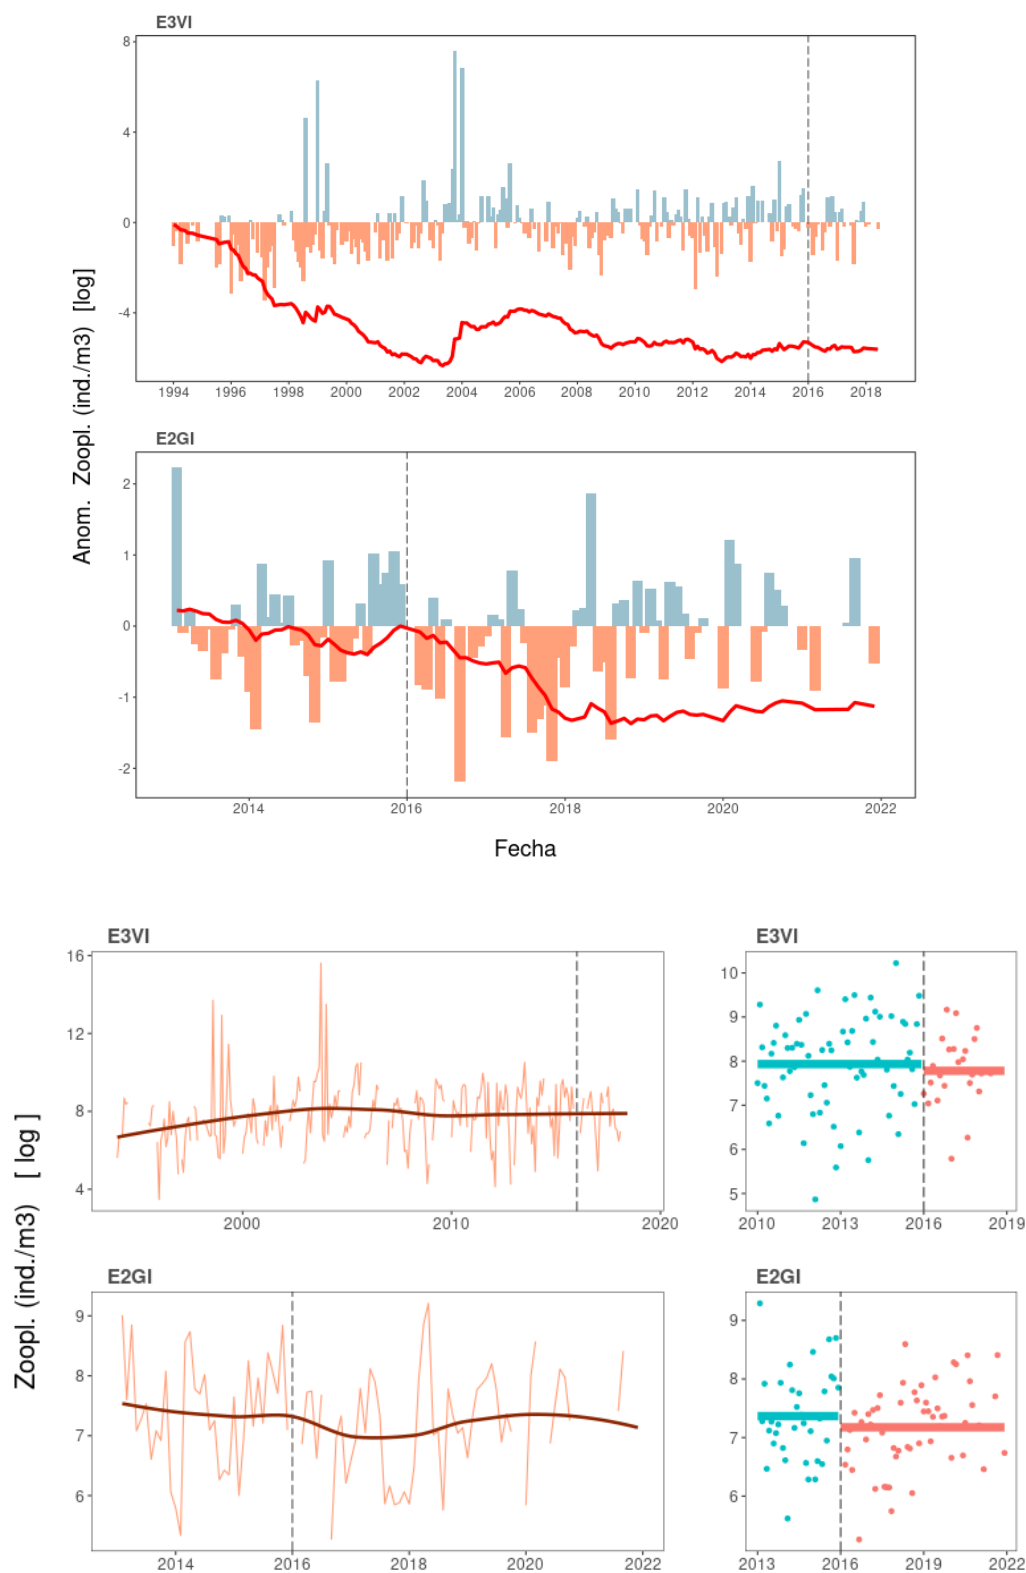 E3VI
8
4
0
-4
1994 1996 1998 2000 2002 2004 2006 2008 2010 2012 2014 2016 2018
Anom. Zoopl. (ind./m3) [log]
E2GI
2
1
0
-1
-2
2014 2016 2018 2020 2022
Fecha
E3VI
16
12
8
4
2000 2010 2020
E3VI
10
9
8
7
6
5
2010 2013 2016 2019
Zoopl. (ind./m3) [ log ]
E2GI
9
8
7
6
2014 2016 2018 2020 2022
E2GI
9
8
7
6
2013 2016 2019 2022